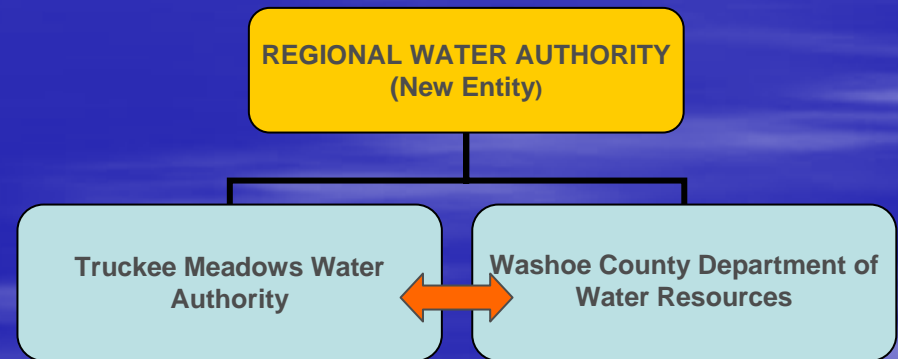 REGIONAL WATER AUTHORITY
(New Entity)
Truckee Meadows Water
Authority
Washoe County Department of
Water Resources